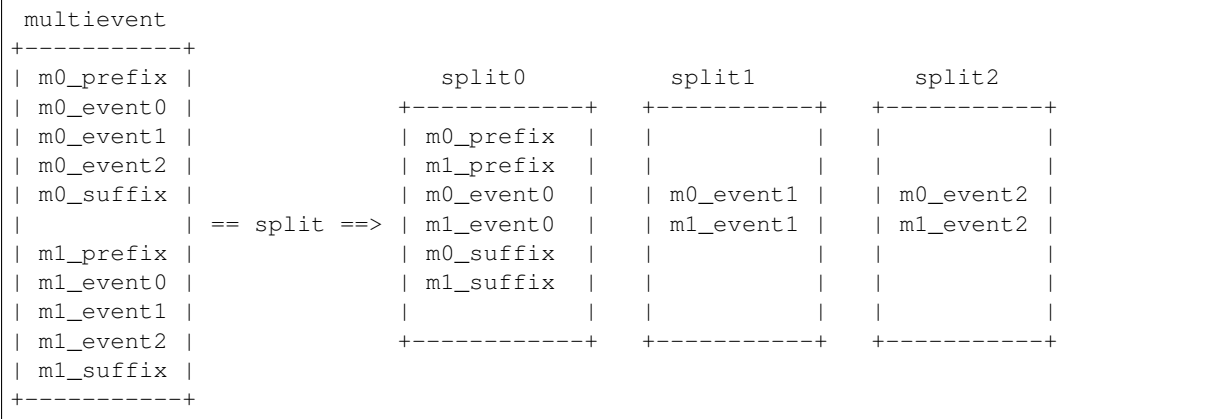 multievent
+-----------+
| m0_prefix |                split0         split1          split2
| m0_event0 |             +------------+   +-----------+   +-----------+
| m0_event1 |             | m0_prefix  |   |           |   |           |
| m0_event2 |             | m1_prefix  |   |           |   |           |
| m0_suffix |             | m0_event0  |   | m0_event1 |   | m0_event2 |
|           | == split ==> | m1_event0  |   | m1_event1 |   | m1_event2 |
| m1_prefix |             | m0_suffix  |   |           |   |           |
| m1_event0 |             | m1_suffix  |   |           |   |           |
| m1_event1 |             |            |   |           |   |           |
| m1_event2 |             +------------+   +-----------+   +-----------+
| m1_suffix |
+-----------+